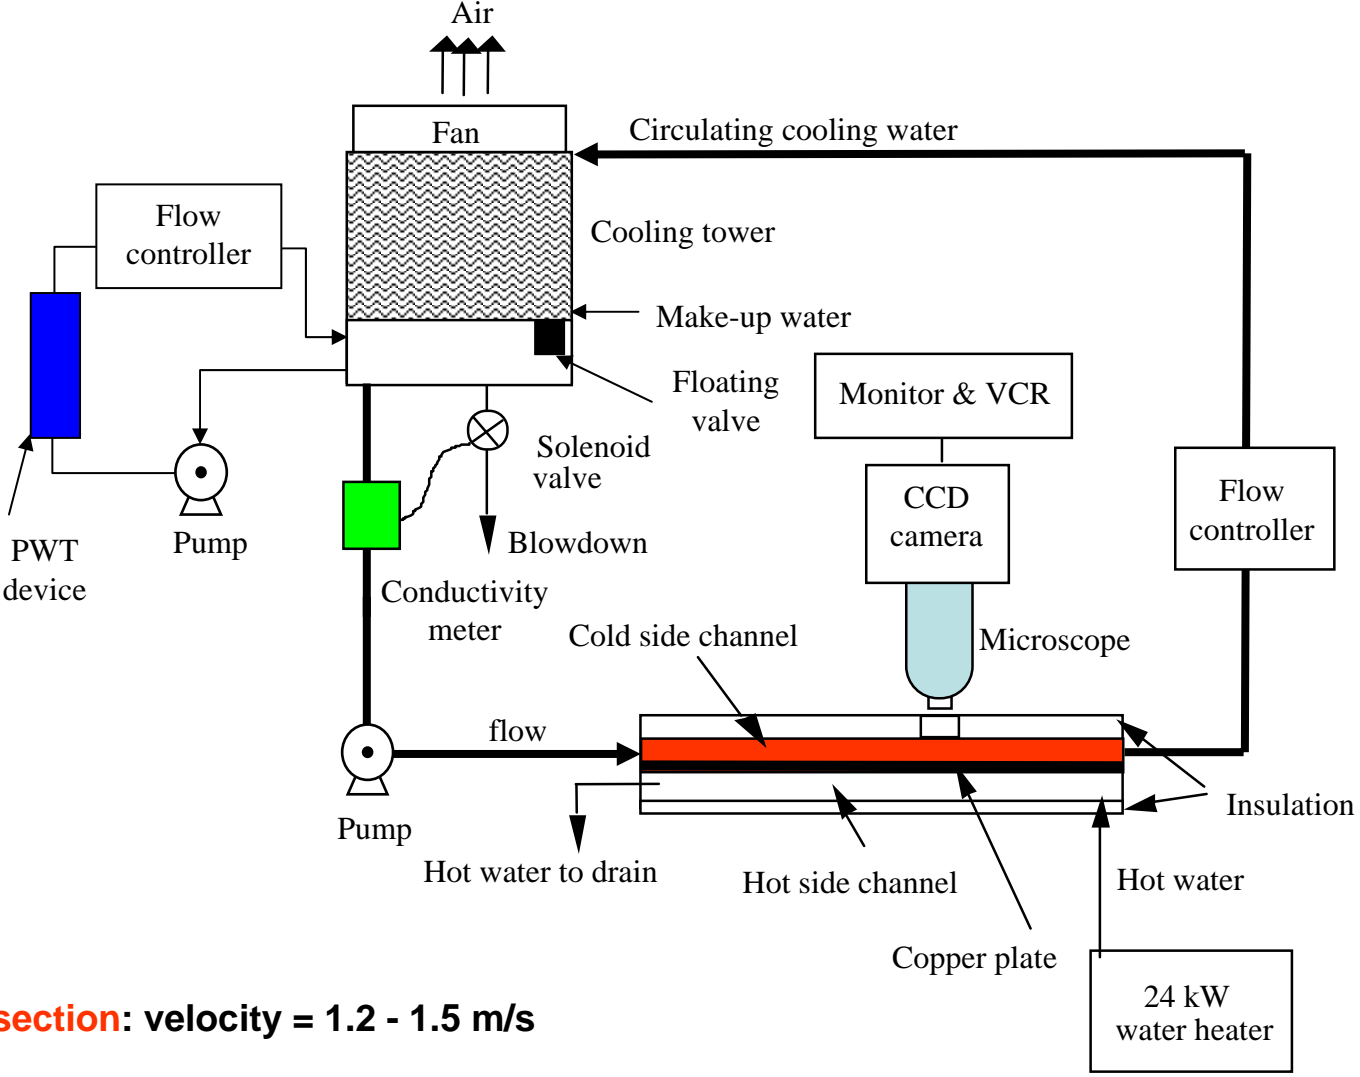 Air
Fan
Circulating cooling water
Flow
controller
Cooling tower
Make-up water
Floating
valve
Monitor & VCR
Solenoid
valve
CCD
camera
Flow
controller
PWT
device
Pump
Blowdown
Conductivity
meter
Cold side channel
Microscope
flow
Pump
Insulation
Hot water to drain
Hot side channel
Hot water
Copper plate
24 kW
water heater
section: velocity = 1.2 - 1.5 m/s